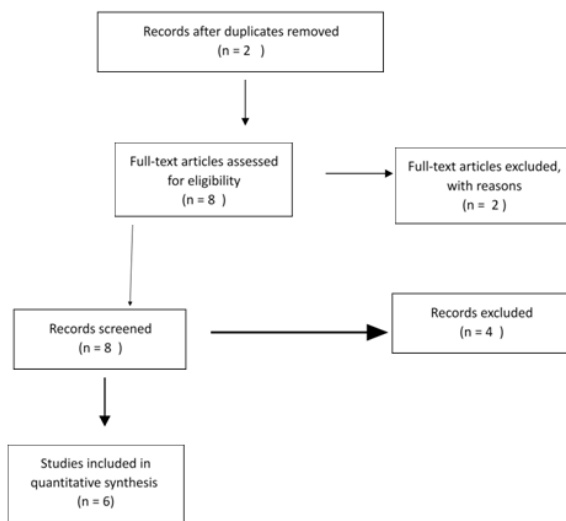 Records after duplicates removed
(n = 2 )
Full-text articles assessed
for eligibility
(n = 8 )
Full-text articles excluded,
with reasons
(n = 2 )
Records screened
(n = 8 )
Records excluded
(n = 4 )
Studies included in
quantitative synthesis
(n = 6)